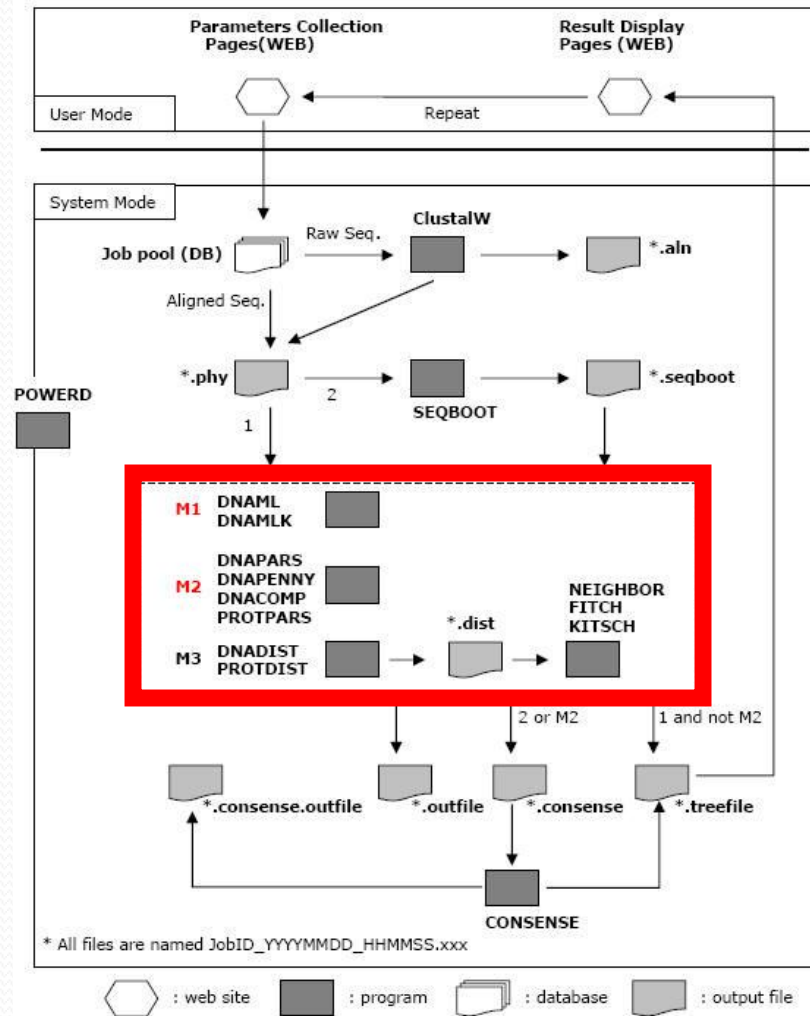 Parameters Collection
Pages(WEB)
Result Display
Pages (WEB)
User Mode
Repeat
System Mode
Job pool (DB)
Raw Seq.
ClustalW
*.aln
Aligned Seq.
*.phy
2
SEQBOOT
*.seqboot
POWERD
1
M1
DNAML
DNAMLK
M2
DNAPARS
DNAPENNY
DNACOMP
PROTPARS
M3
DNADIST
PROTDIST
*.dist
NEIGHBOR
FITCH
KITSCH
2 or M2
1 and not M2
*.consense.outfile
*.outfile
*.consense
*.treefile
CONSENSE
* All files are named JobID_YYYYMMDD_HHMMSS.xxx
: web site
: program
: database
: output file